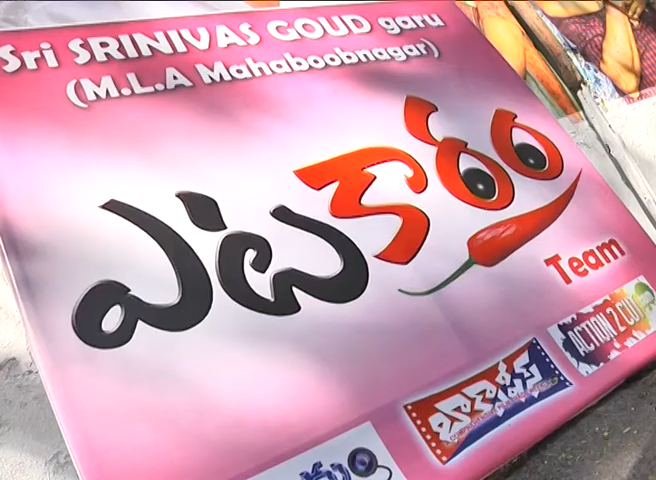 Sri SRINIVAS GOUD garu
(M.L.A Mahaboobnagar)
ఎటకారం
Team
ACTION 2 CUT